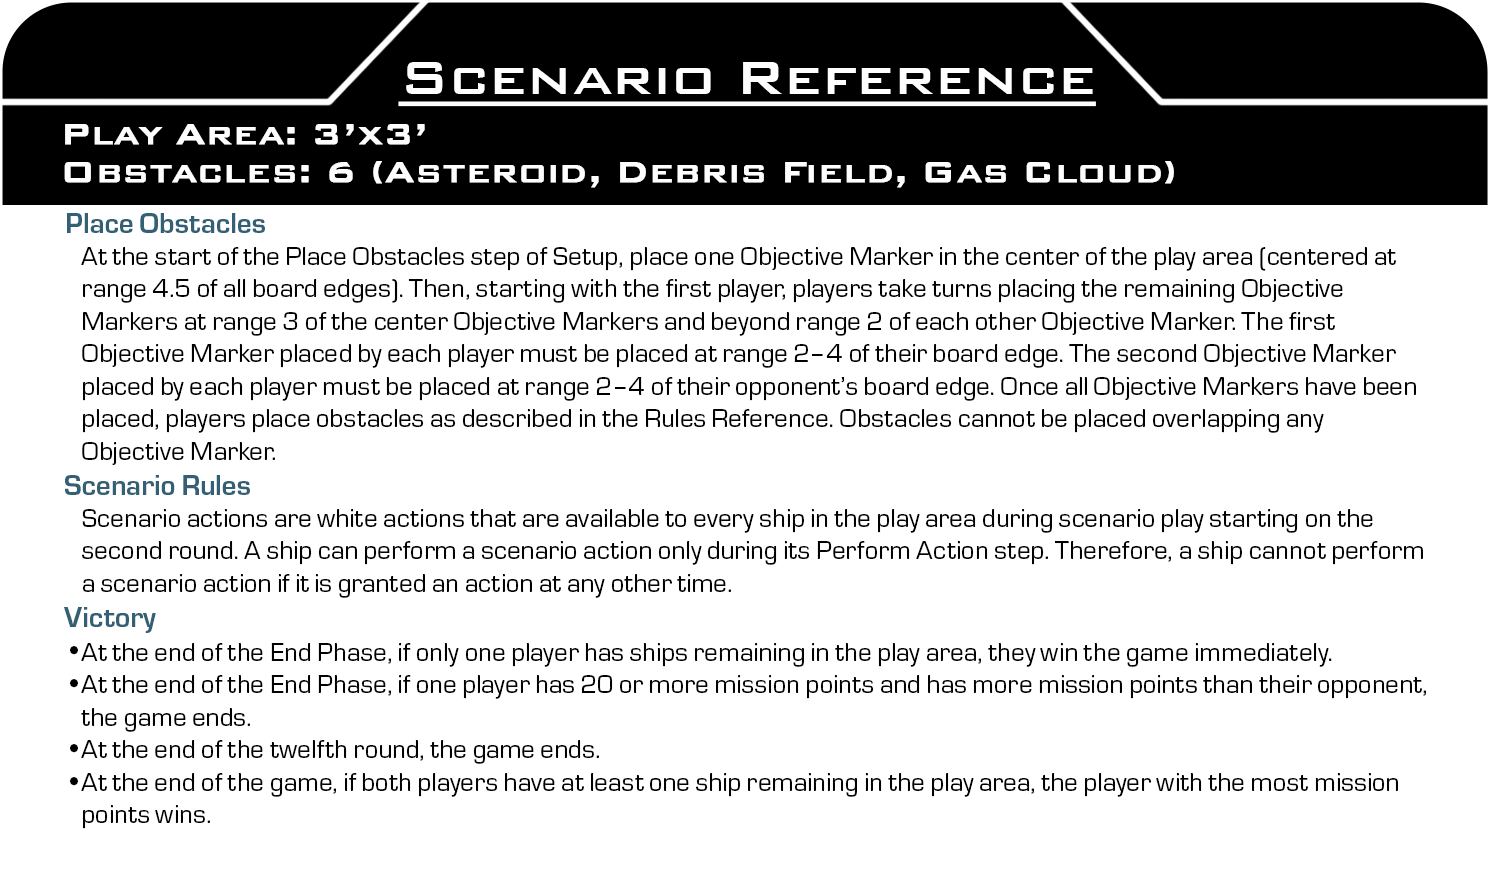 Scenario Reference
Play Area: 3’x3’
Obstacles: 6 (Asteroid, Debris Field, Gas Cloud)
Place Obstacles
At the start of the Place Obstacles step of Setup, place one Objective Marker in the center of the play area (centered at
range 4.5 of all board edges). Then, starting with the first player, players take turns placing the remaining Objective
Markers at range 3 of the center Objective Markers and beyond range 2 of each other Objective Marker. The first
Objective Marker placed by each player must be placed at range 2–4 of their board edge. The second Objective Marker
placed by each player must be placed at range 2–4 of their opponent’s board edge. Once all Objective Markers have been
placed, players place obstacles as described in the Rules Reference. Obstacles cannot be placed overlapping any
Objective Marker.
Scenario Rules
Scenario actions are white actions that are available to every ship in the play area during scenario play starting on the
second round. A ship can perform a scenario action only during its Perform Action step. Therefore, a ship cannot perform
a scenario action if it is granted an action at any other time.
Victory
•At the end of the End Phase, if only one player has ships remaining in the play area, they win the game immediately.
•At the end of the End Phase, if one player has 20 or more mission points and has more mission points than their opponent,
the game ends.
•At the end of the twelfth round, the game ends.
•At the end of the game, if both players have at least one ship remaining in the play area, the player with the most mission
points wins.